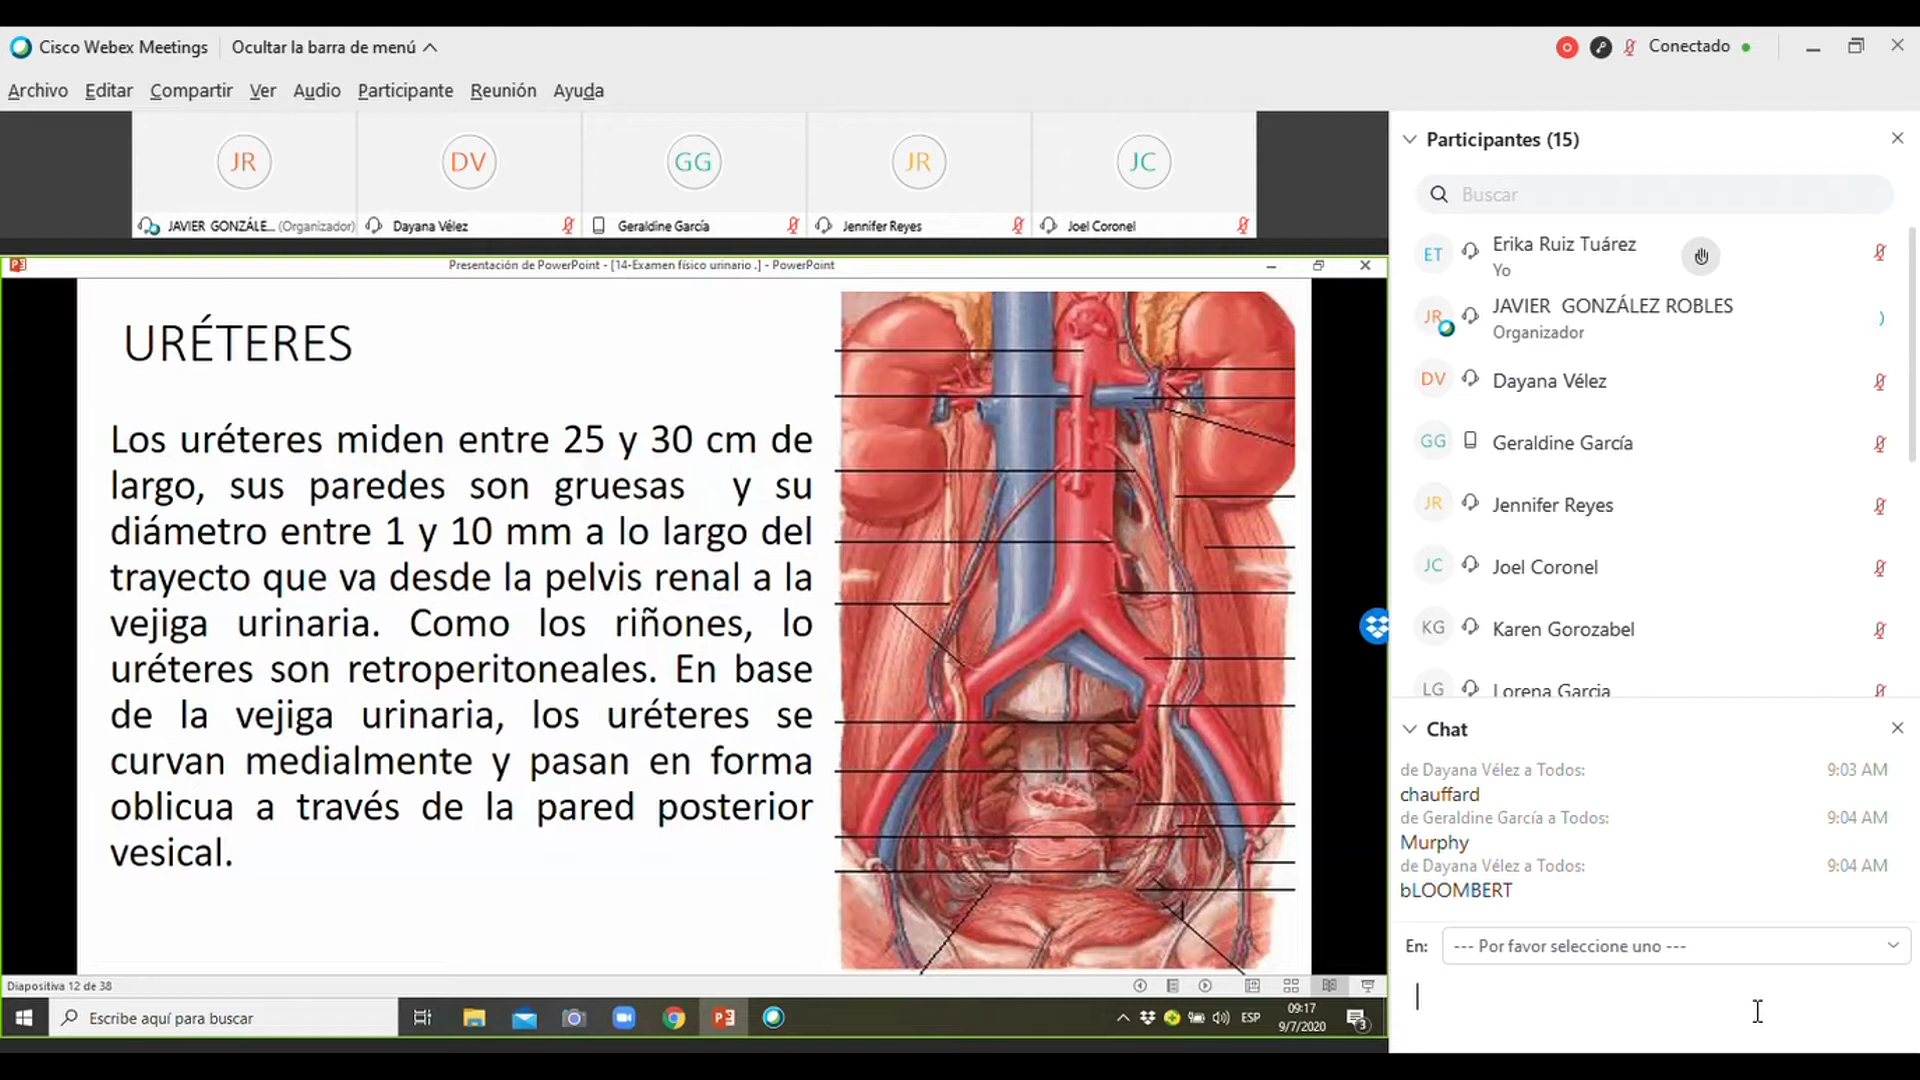 Cisco Webex Meetings
Ocultar la barra de menú
Conectado
Archivo Editar Compartir Ver Audio Participante Reunión Ayuda
JR DV GG JR JC
JAVIER GONZÁLE... (Organizador) Dayana Vélez Geraldine García Jennifer Reyes Joel Coronel
Presentación de PowerPoint - [14-Examen físico urinario .] - PowerPoint
URÉTERES
Los uréteres miden entre 25 y 30 cm de
largo, sus paredes son gruesas y su
diámetro entre 1 y 10 mm a lo largo del
trayecto que va desde la pelvis renal a la
vejiga urinaria. Como los riñones, lo
uréteres son retroperitoneales. En base
de la vejiga urinaria, los uréteres se
curvan medialmente y pasan en forma
oblicua a través de la pared posterior
vesical.
Diapositiva 12 de 38
Escribe aquí para buscar
ESP
09:17
9/7/2020
3
Participantes (15)
Buscar
ET Erika Ruiz Tuárez
Yo
JR JAVIER GONZÁLEZ ROBLES
Organizador
DV Dayana Vélez
GG Geraldine García
JR Jennifer Reyes
JC Joel Coronel
KG Karen Gorozabel
LG Lorena Garcia
Chat
de Dayana Vélez a Todos: 9:03 AM
chauffard
de Geraldine García a Todos: 9:04 AM
Murphy
de Dayana Vélez a Todos: 9:04 AM
bLOOMBERT
En: --- Por favor seleccione uno ---